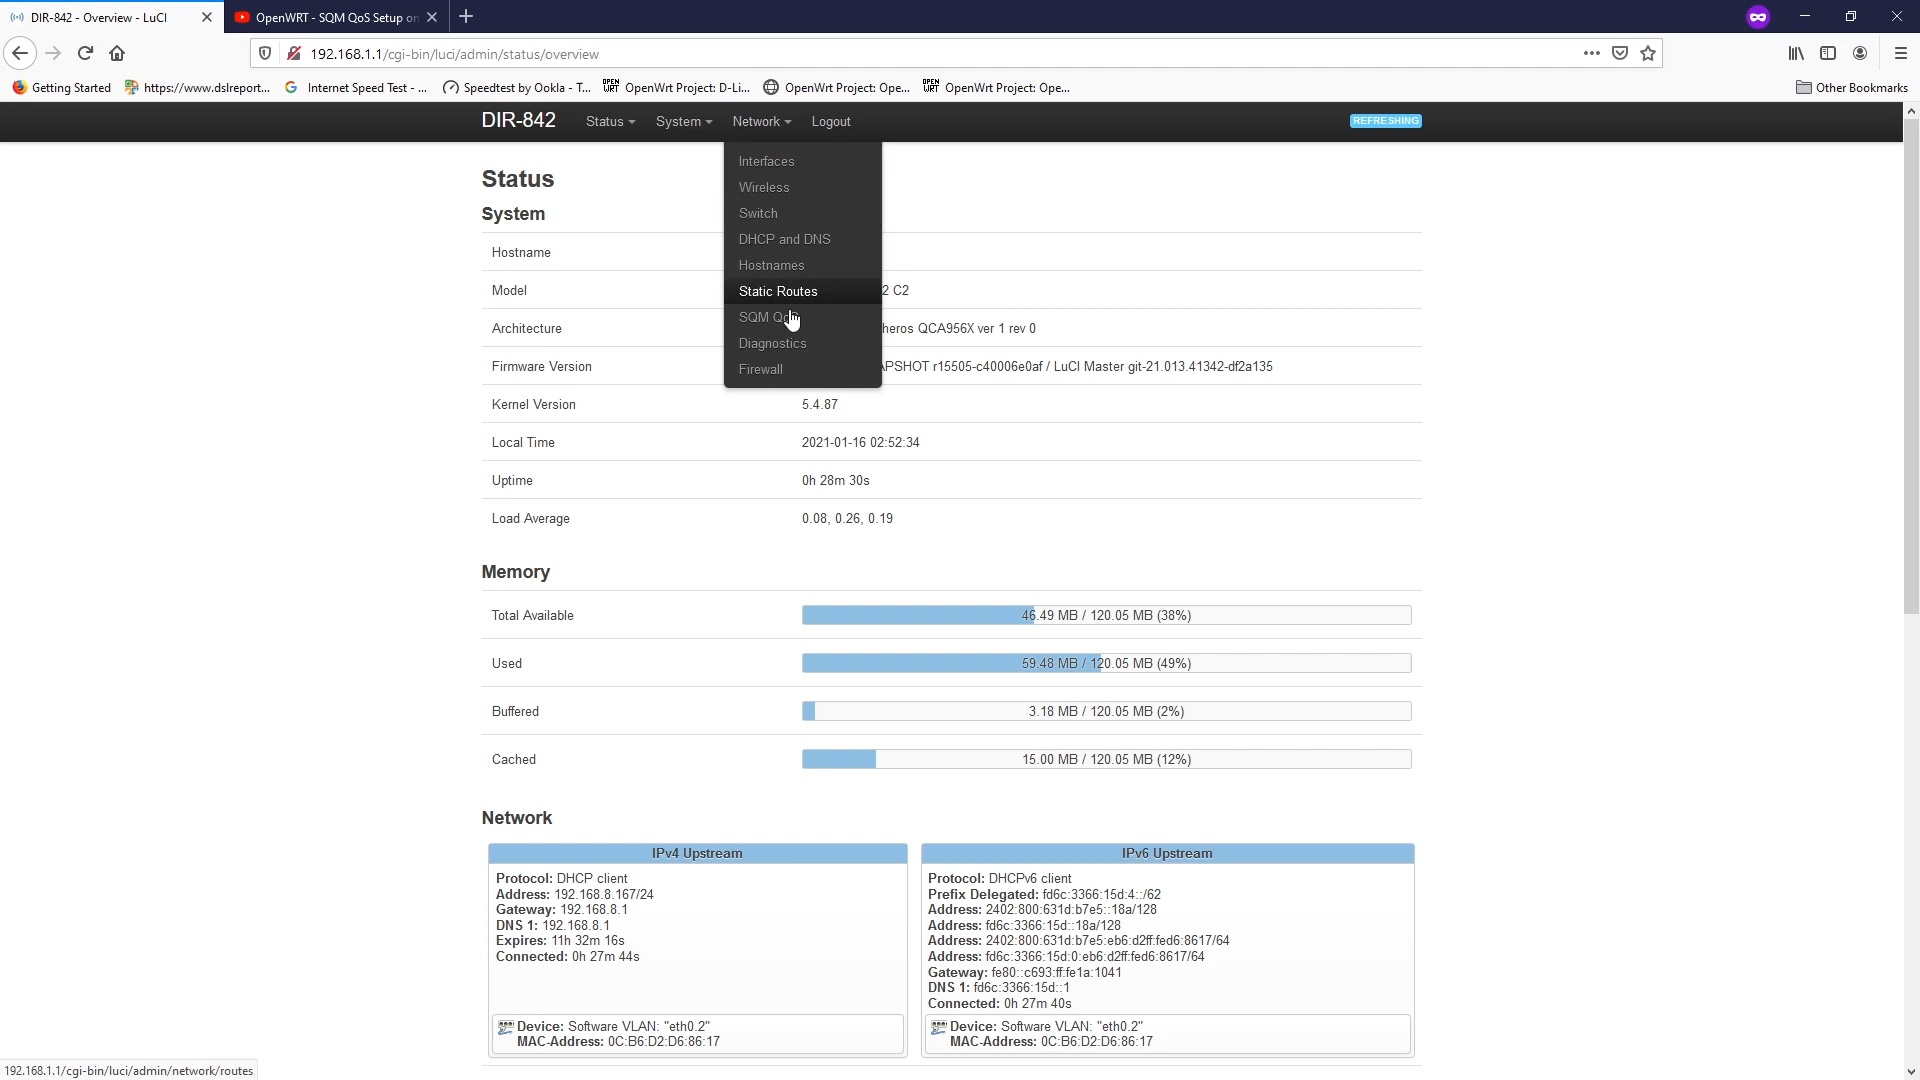 DIR-842 - Overview - LuCI
OpenWRT - SQM QoS Setup on
192.168.1.1/cgi-bin/luci/admin/status/overview
Getting Started
https://www.dslreport...
Internet Speed Test - ...
Speedtest by Ookla - T...
OpenWrt Project: D-Li...
OpenWrt Project: Ope...
OpenWrt Project: Ope...
Other Bookmarks
DIR-842
Status
System
Network
Logout
REFRESHING
Interfaces
Wireless
Switch
DHCP and DNS
Hostnames
Static Routes
SQM
Diagnostics
Firewall
Status
System
Hostname
Model
2 C2
Architecture
heros QCA956X ver 1 rev 0
Firmware Version
PSHOT r15505-c40006e0af / LuCI Master git-21.013.41342-df2a135
Kernel Version
5.4.87
Local Time
2021-01-16 02:52:34
Uptime
0h 28m 30s
Load Average
0.08, 0.26, 0.19
Memory
Total Available
46.49 MB / 120.05 MB (38%)
Used
59.48 MB / 120.05 MB (49%)
Buffered
3.18 MB / 120.05 MB (2%)
Cached
15.00 MB / 120.05 MB (12%)
Network
IPv4 Upstream
Protocol: DHCP client
Address: 192.168.8.167/24
Gateway: 192.168.8.1
DNS 1: 192.168.8.1
Expires: 11h 32m 16s
Connected: 0h 27m 44s
Device: Software VLAN: "eth0.2"
MAC-Address: 0C:B6:D2:D6:86:17
IPv6 Upstream
Protocol: DHCPv6 client
Prefix Delegated: fd6c:3366:15d:4::/62
Address: 2402:800:631d:b7e5::18a/128
Address: fd6c:3366:15d::18a/128
Address: 2402:800:631d:b7e5:eb6:d2ff:fed6:8617/64
Address: fd6c:3366:15d:0:eb6:d2ff:fed6:8617/64
Gateway: fe80::c693:ff:fe1a:1041
DNS 1: fd6c:3366:15d::1
Connected: 0h 27m 40s
Device: Software VLAN: "eth0.2"
MAC-Address: 0C:B6:D2:D6:86:17
192.168.1.1/cgi-bin/luci/admin/network/routes